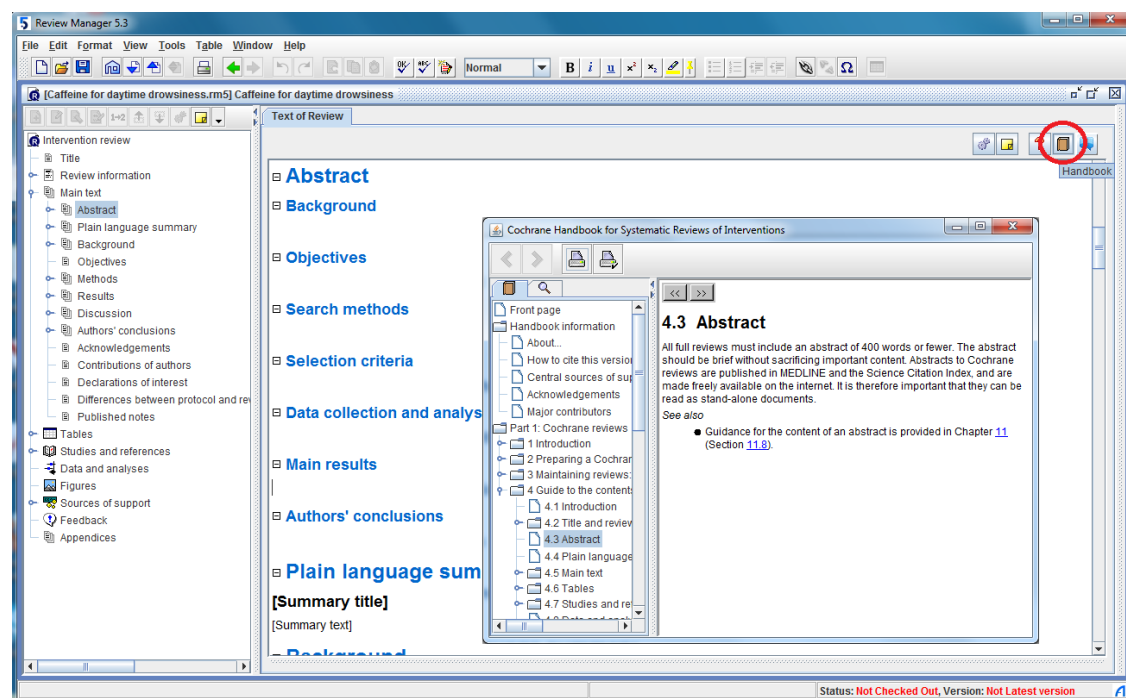 5 Review Manager 5.3
File Edit Format View Tools Table Window Help
Normal B i u x² x₂ Ω
[Caffeine for daytime drowsiness.rm5] Caffeine for daytime drowsiness
1→2
Text of Review
Handbook
Intervention review
Title
Review information
Main text
Abstract
Plain language summary
Background
Objectives
Methods
Results
Discussion
Authors' conclusions
Acknowledgements
Contributions of authors
Declarations of interest
Differences between protocol and re
Published notes
Tables
Studies and references
Data and analyses
Figures
Sources of support
Feedback
Appendices
Abstract
Background
Objectives
Search methods
Selection criteria
Data collection and analys
Main results
Authors' conclusions
Plain language sum
[Summary title]
[Summary text]
Background
Cochrane Handbook for Systematic Reviews of Interventions
Front page
Handbook information
About...
How to cite this version
Central sources of sup
Acknowledgements
Major contributors
Part 1: Cochrane reviews
1 Introduction
2 Preparing a Cochran
3 Maintaining reviews:
4 Guide to the contents
4.1 Introduction
4.2 Title and review
4.3 Abstract
4.4 Plain language
4.5 Main text
4.6 Tables
4.7 Studies and re
<< >>
4.3 Abstract
All full reviews must include an abstract of 400 words or fewer. The abstract
should be brief without sacrificing important content. Abstracts to Cochrane
reviews are published in MEDLINE and the Science Citation Index, and are
made freely available on the internet. It is therefore important that they can be
read as stand-alone documents.
See also
Guidance for the content of an abstract is provided in Chapter 11
(Section 11.8).
Status: Not Checked Out, Version: Not Latest version